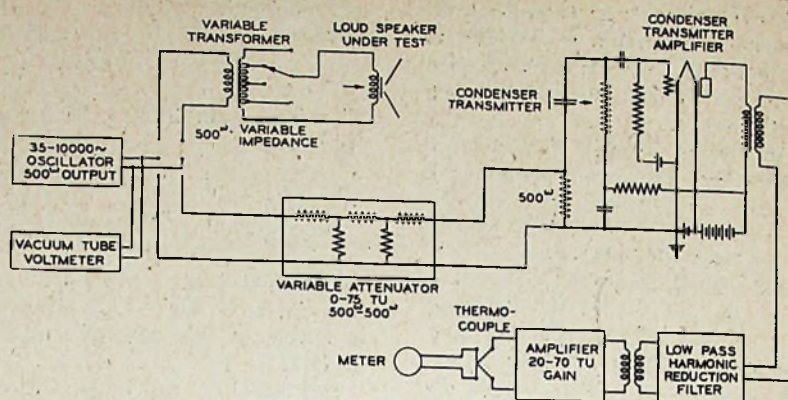 VARIABLE
TRANSFORMER
LOUD SPEAKER
UNDER TEST
CONDENSER
TRANSMITTER
AMPLIFIER
CONDENSER
TRANSMITTER
500ω
VARIABLE
IMPEDANCE
35-10000~
OSCILLATOR
500ω OUTPUT
500ω
VACUUM TUBE
VOLTMETER
VARIABLE ATTENUATOR
0-75 TU
500ω-500ω
THERMO-
COUPLE
METER
AMPLIFIER
20-70 TU
GAIN
LOW PASS
HARMONIC
REDUCTION
FILTER